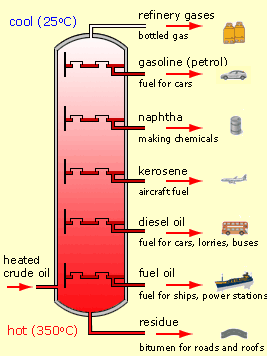 cool (25ºC)
refinery gases
bottled gas
gasoline (petrol)
fuel for cars
naphtha
making chemicals
kerosene
aircraft fuel
diesel oil
fuel for cars, lorries, buses
heated
crude oil
fuel oil
fuel for ships, power stations
hot (350ºC)
residue
bitumen for roads and roofs